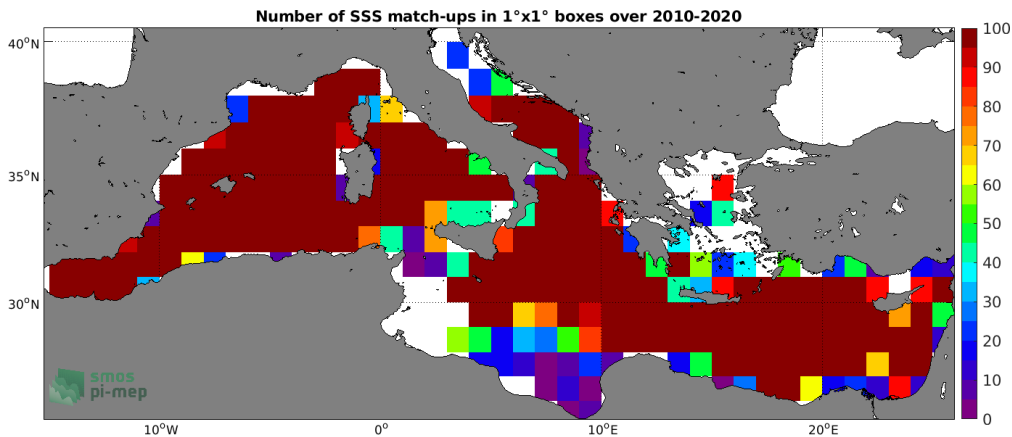 Number of SSS match-ups in 1°x1° boxes over 2010-2020
40°N
35°N
30°N
10°W
0°
10°E
20°E
100
90
80
70
60
50
40
30
20
10
0
smos
pi-mep